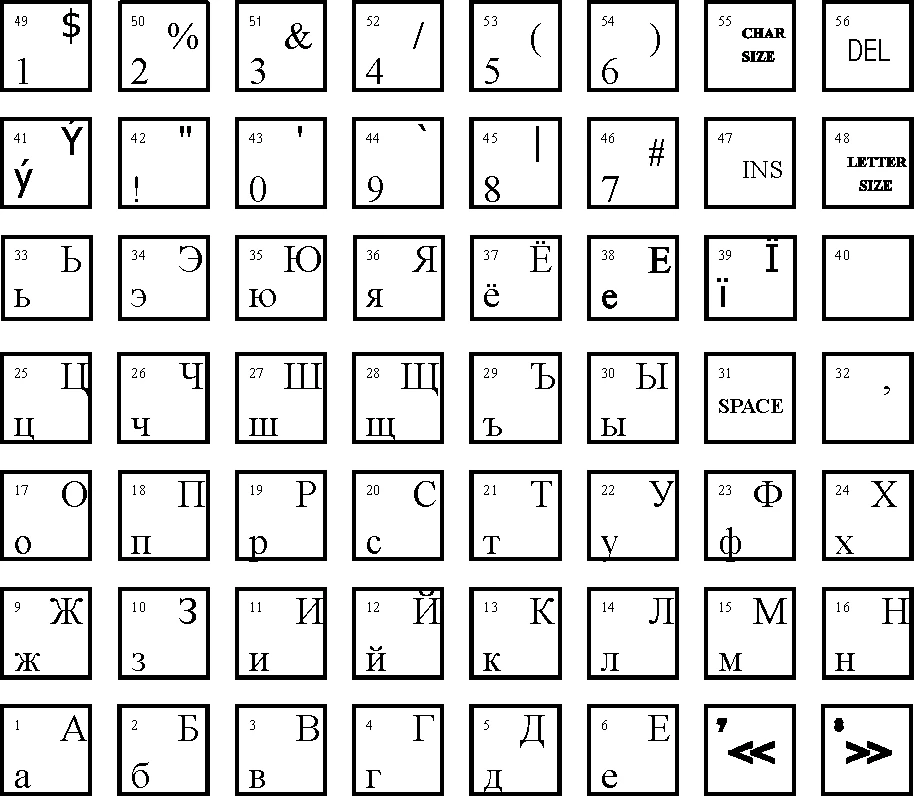 49 $ 50 % 51 & 52 / 53 ( 54 ) 55 CHAR 56
1 2 3 4 5 6 SIZE DEL
41 Ý 42 " 43 ' 44 ` 45 | 46 # 47 48 LETTER
ý ! 0 9 8 7 INS SIZE
33 Ь 34 Э 35 Ю 36 Я 37 Ё 38 Е 39 Ї 40
ь э ю я ё е ї
25 Ц 26 Ч 27 Ш 28 Щ 29 Ъ 30 Ы 31 32 ,
ц ч ш щ ъ ы SPACE
17 О 18 П 19 Р 20 С 21 Т 22 У 23 Ф 24 Х
о п р с т у ф х
9 Ж 10 З 11 И 12 Й 13 К 14 Л 15 М 16 Н
ж з и й к л м н
1 А 2 Б 3 В 4 Г 5 Д 6 Е 7 << 8 >>
а б в г д е